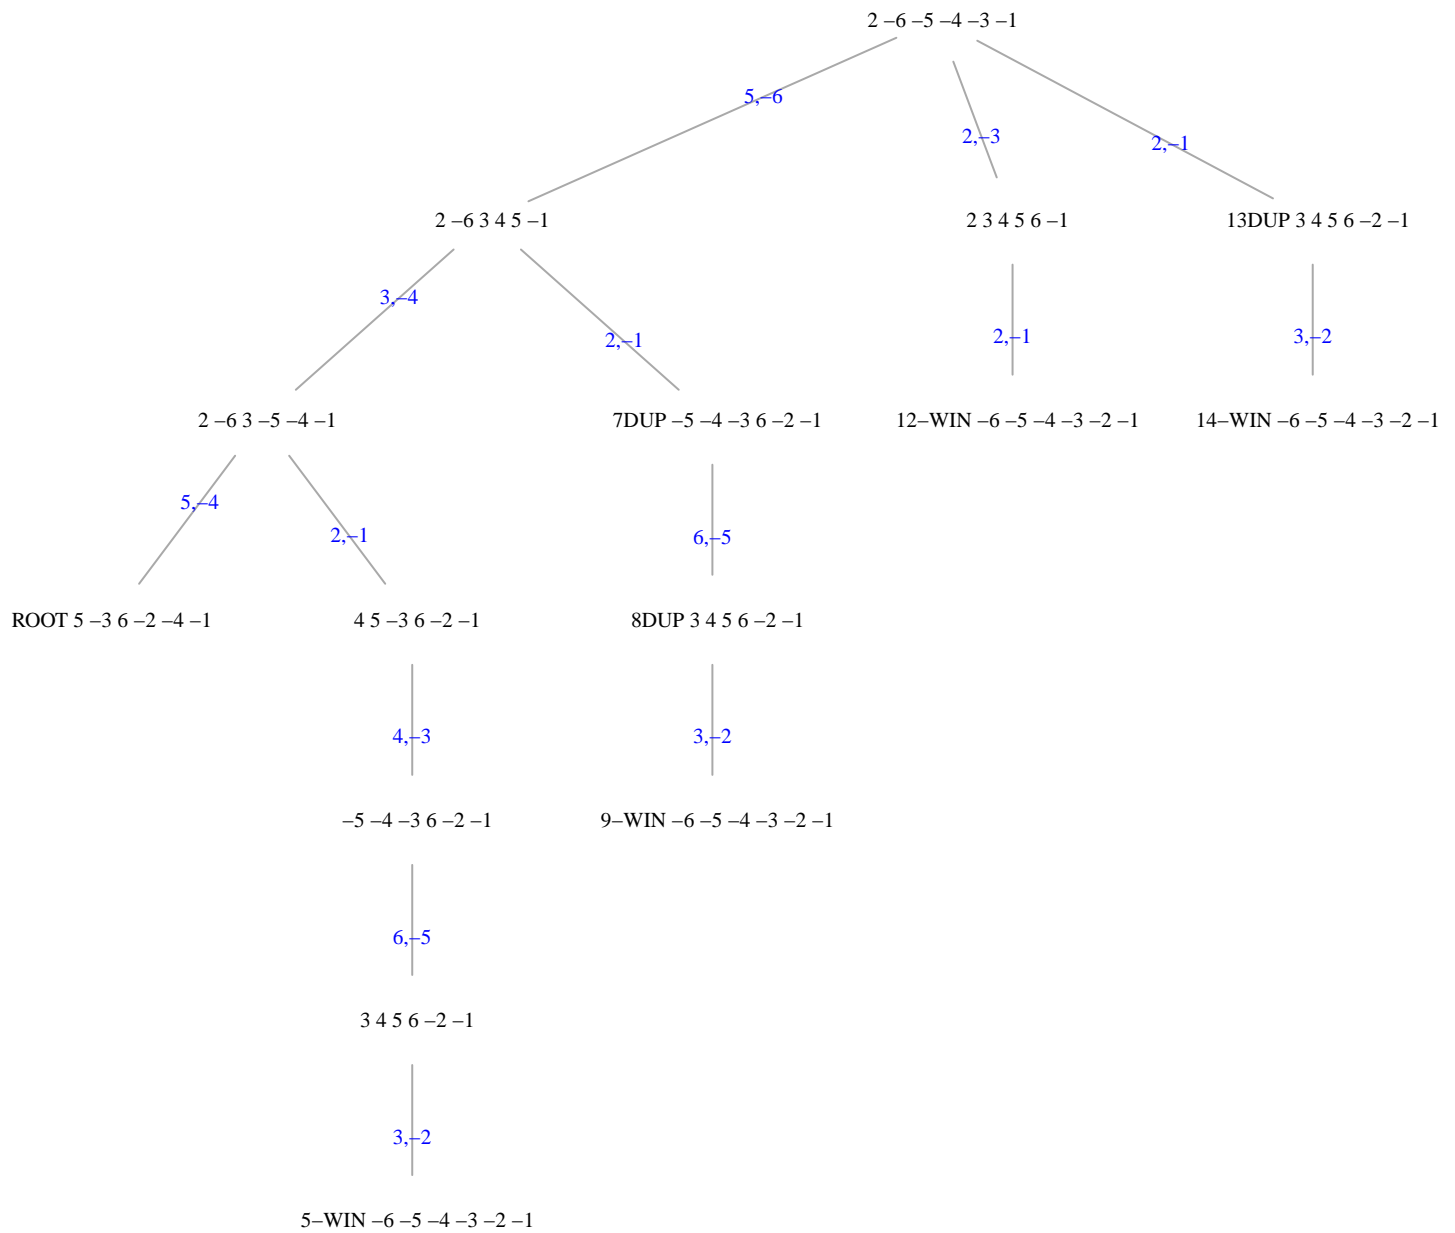 2 –6 –5 –4 –3 –1
5,–6
2,–3
2,–1
2 –6 3 4 5 –1
2 3 4 5 6 –1
13DUP 3 4 5 6 –2 –1
3,–4
2,–1
2,–1
3,–2
2 –6 3 –5 –4 –1
7DUP –5 –4 –3 6 –2 –1
12–WIN –6 –5 –4 –3 –2 –1
14–WIN –6 –5 –4 –3 –2 –1
5,–4
2,–1
6,–5
ROOT 5 –3 6 –2 –4 –1
4 5 –3 6 –2 –1
8DUP 3 4 5 6 –2 –1
4,–3
3,–2
–5 –4 –3 6 –2 –1
9–WIN –6 –5 –4 –3 –2 –1
6,–5
3 4 5 6 –2 –1
3,–2
5–WIN –6 –5 –4 –3 –2 –1